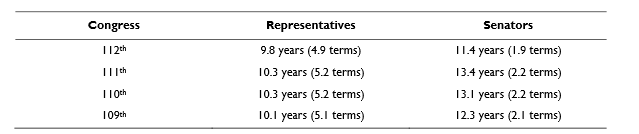 Congress Representatives Senators
112th 9.8 years (4.9 terms) 11.4 years (1.9 terms)
111th 10.3 years (5.2 terms) 13.4 years (2.2 terms)
110th 10.3 years (5.2 terms) 13.1 years (2.2 terms)
109th 10.1 years (5.1 terms) 12.3 years (2.1 terms)